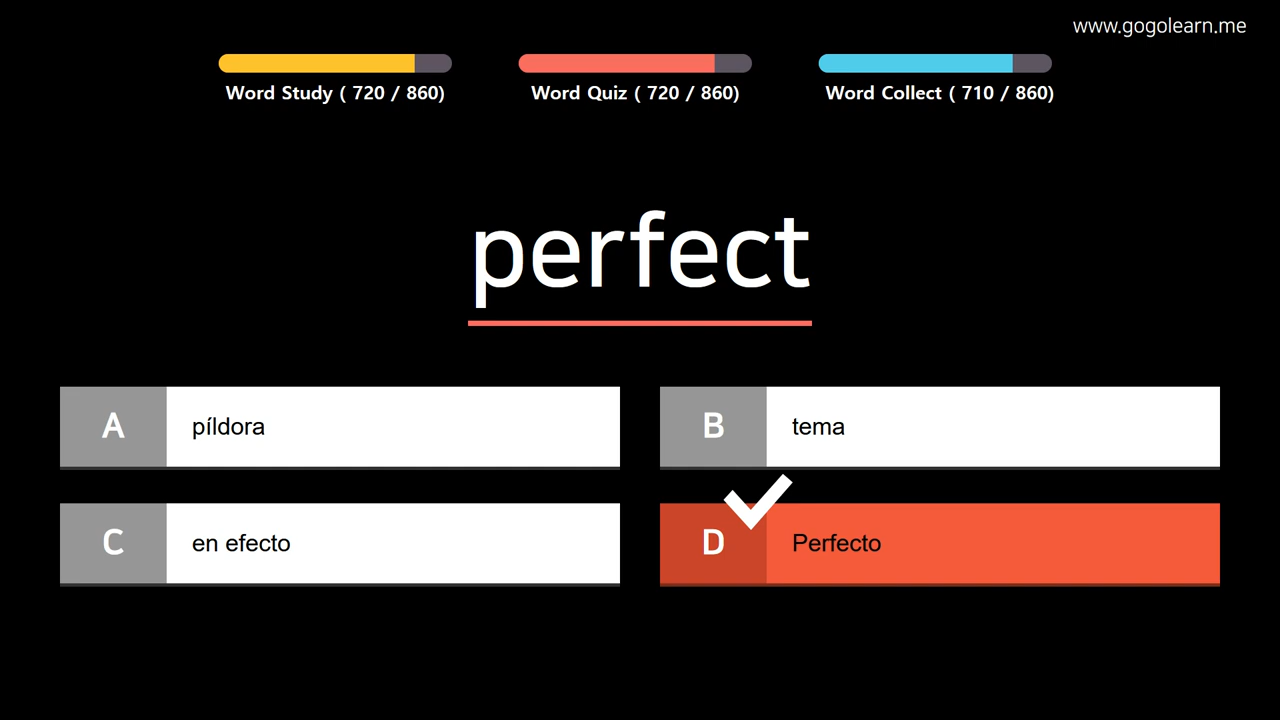 www.gogolearn.me
Word Study ( 720 / 860)
Word Quiz ( 720 / 860)
Word Collect ( 710 / 860)
perfect
A píldora
B tema
C en efecto
D Perfecto